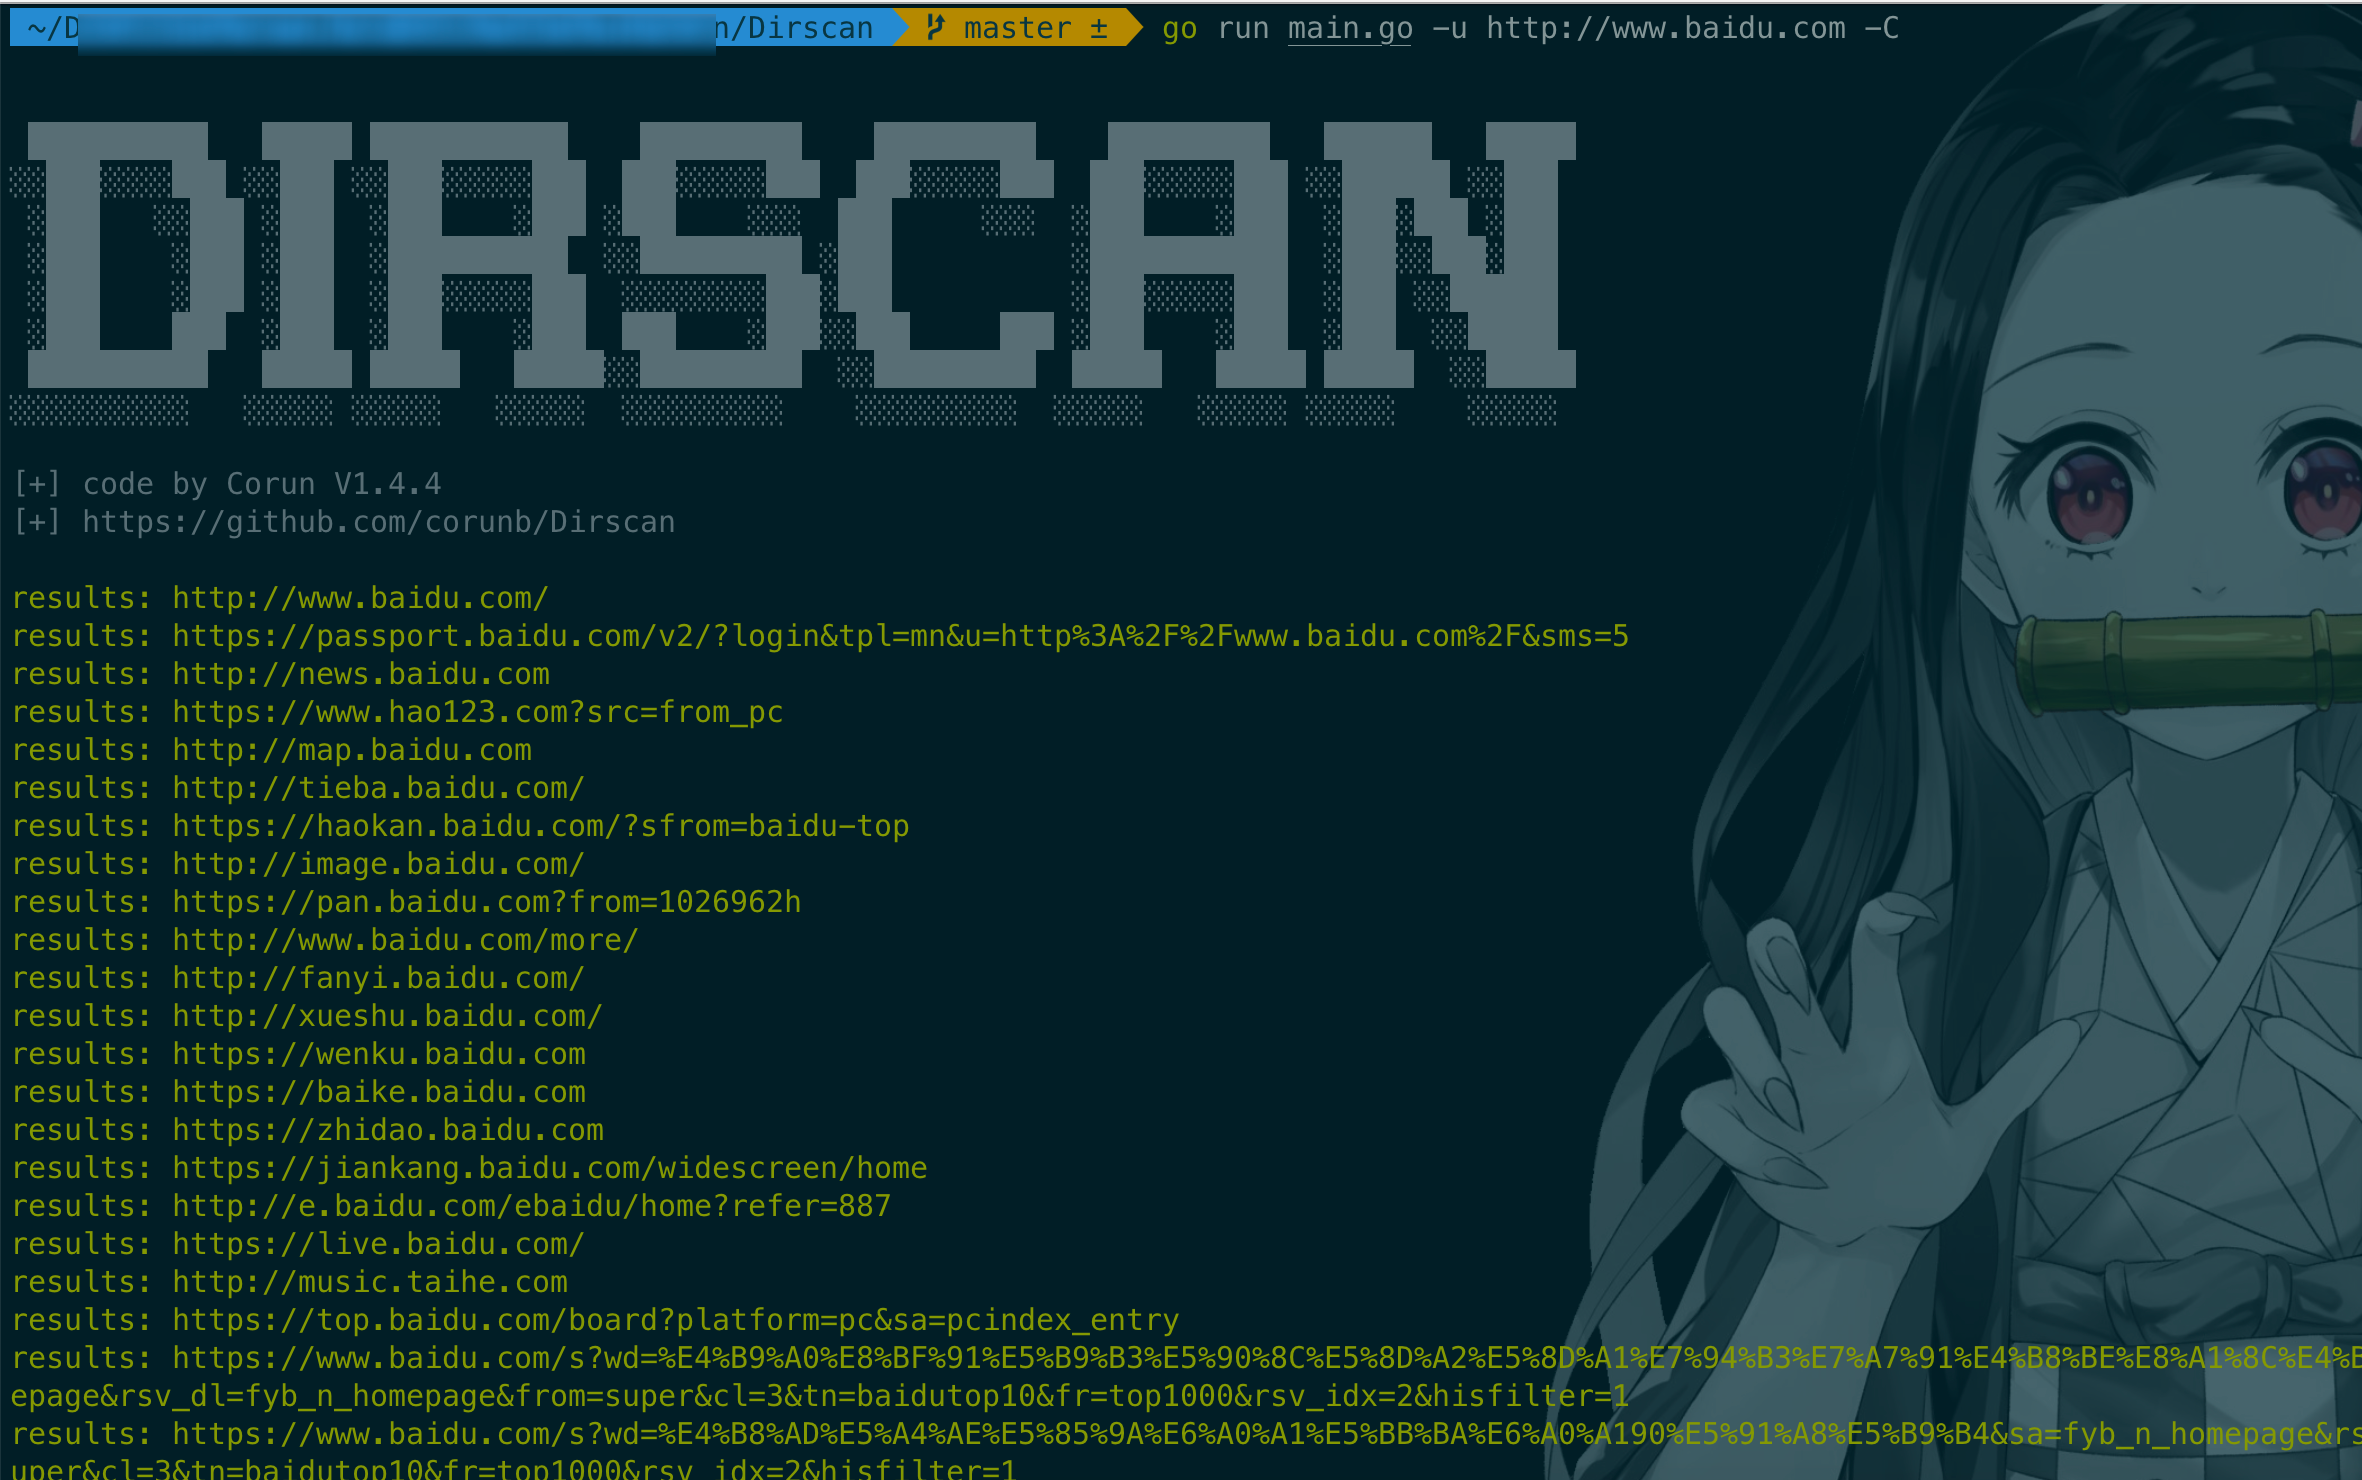 ~/D n/Dirscan master ± go run main.go -u http://www.baidu.com -C
DIRSCAN
[+] code by Corun V1.4.4
[+] https://github.com/corunb/Dirscan
results: http://www.baidu.com/
results: https://passport.baidu.com/v2/?login&tpl=mn&u=http%3A%2F%2Fwww.baidu.com%2F&sms=5
results: http://news.baidu.com
results: https://www.hao123.com?src=from_pc
results: http://map.baidu.com
results: http://tieba.baidu.com/
results: https://haokan.baidu.com/?sfrom=baidu-top
results: http://image.baidu.com/
results: https://pan.baidu.com?from=1026962h
results: http://www.baidu.com/more/
results: http://fanyi.baidu.com/
results: http://xueshu.baidu.com/
results: https://wenku.baidu.com
results: https://baike.baidu.com
results: https://zhidao.baidu.com
results: https://jiankang.baidu.com/widescreen/home
results: http://e.baidu.com/ebaidu/home?refer=887
results: https://live.baidu.com/
results: http://music.taihe.com
results: https://top.baidu.com/board?platform=pc&sa=pcindex_entry
results: https://www.baidu.com/s?wd=%E4%B9%A0%E8%BF%91%E5%B9%B3%E5%90%8C%E5%8D%A2%E5%8D%A1%E7%94%B3%E7%A7%91%E4%B8%BE%E8%A1%8C%E4%B
epage&rsv_dl=fyb_n_homepage&from=super&cl=3&tn=baidutop10&fr=top1000&rsv_idx=2&hisfilter=1
results: https://www.baidu.com/s?wd=%E4%B8%AD%E5%A4%AE%E5%85%9A%E6%A0%A1%E5%BB%BA%E6%A0%A190%E5%91%A8%E5%B9%B4&sa=fyb_n_homepage&rs
uper&cl=3&tn=baidutop10&fr=top1000&rsv_idx=2&hisfilter=1